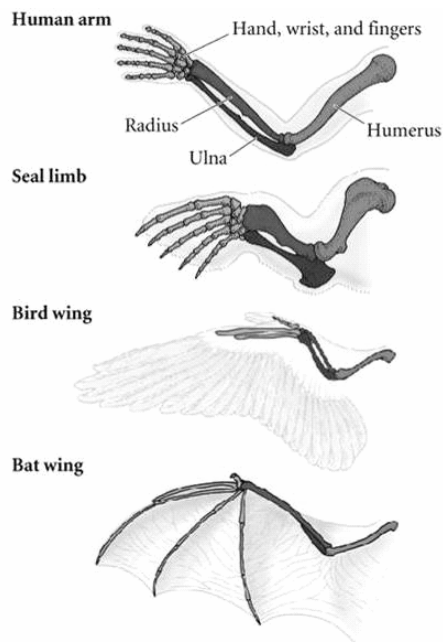 Human arm
Hand, wrist, and fingers
Radius
Humerus
Ulna
Seal limb
Bird wing
Bat wing